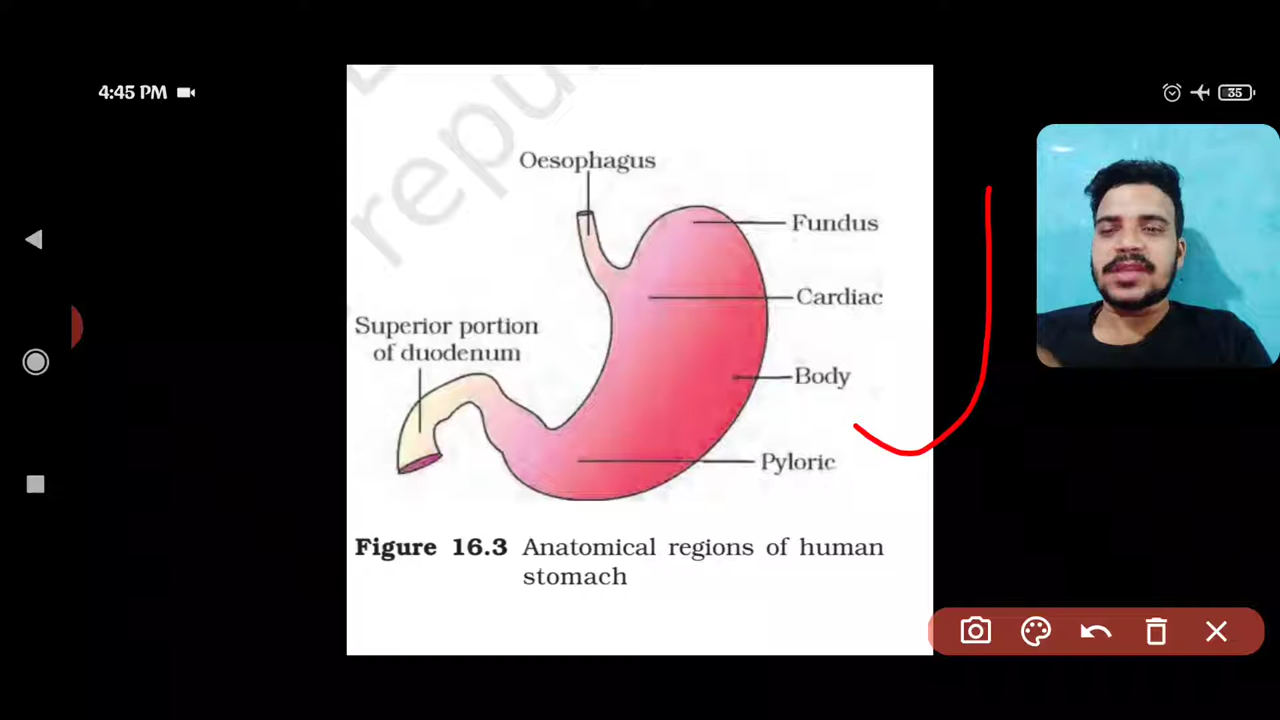 4:45 PM
35
repu
Oesophagus
Fundus
Cardiac
Superior portion
of duodenum
Body
Pyloric
Figure 16.3 Anatomical regions of human
stomach